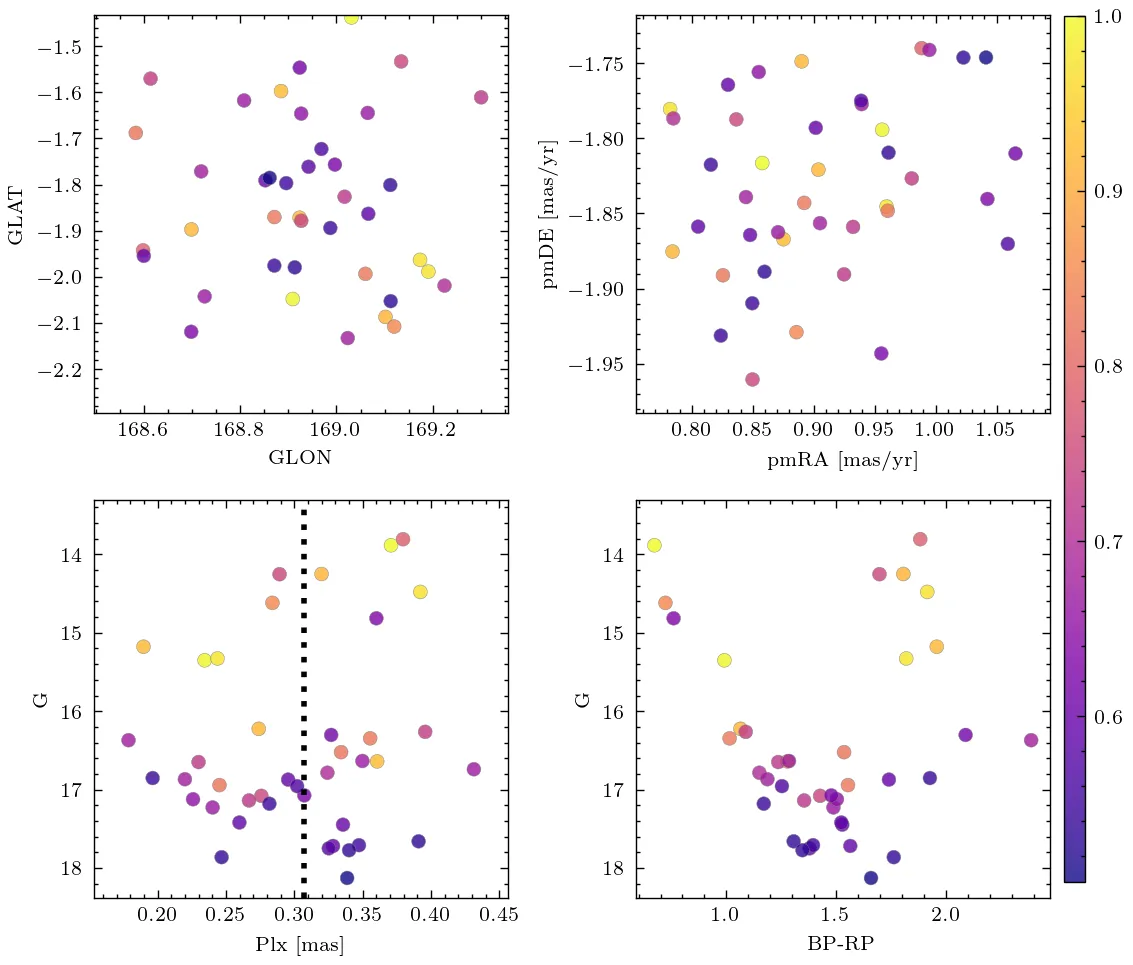 −1.5
−1.6
−1.7
−1.8
−1.9
−2.0
−2.1
−2.2
GLAT
168.6 168.8 169.0 169.2
GLON
−1.75
−1.80
−1.85
−1.90
−1.95
pmDE [mas/yr]
0.80 0.85 0.90 0.95 1.00 1.05
pmRA [mas/yr]
1.0
0.9
0.8
0.7
0.6
14
15
16
17
18
G
0.20 0.25 0.30 0.35 0.40 0.45
Plx [mas]
14
15
16
17
18
G
1.0 1.5 2.0
BP-RP